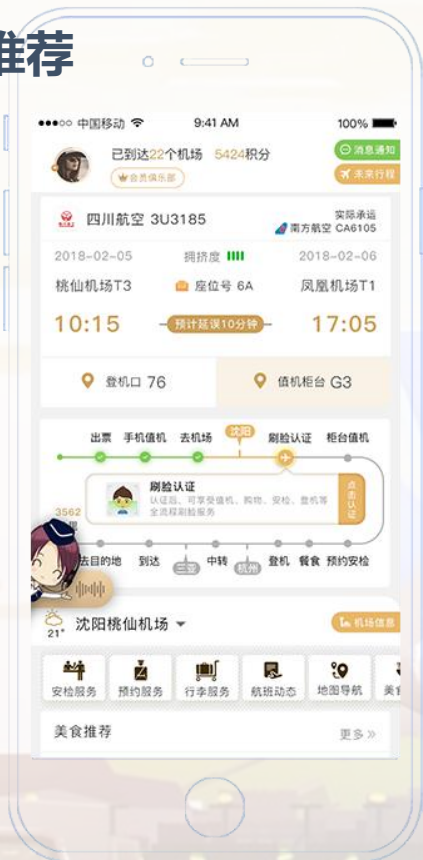 推荐
中国移动 9:41 AM 100%
已到达22个机场 5424积分
消息通知
会员俱乐部
未来行程
四川航空 3U3185
实际承运
南方航空 CA6105
2018-02-05 拥挤度 2018-02-06
桃仙机场T3 座位号 6A 凤凰机场T1
10:15 预计延误10分钟 17:05
登机口 76 值机柜台 G3
出票 手机值机 去机场 沈阳 刷脸认证 柜台值机
刷脸认证
认证后、可享受值机、购物、安检、登机等
全流程刷脸服务
点击认证
3562
里
去目的地 到达 三亚 中转 杭州 登机 餐食 预约安检
21° 沈阳桃仙机场 机场信息
安检服务 预约服务 行李服务 航班动态 地图导航 美食
美食推荐 更多